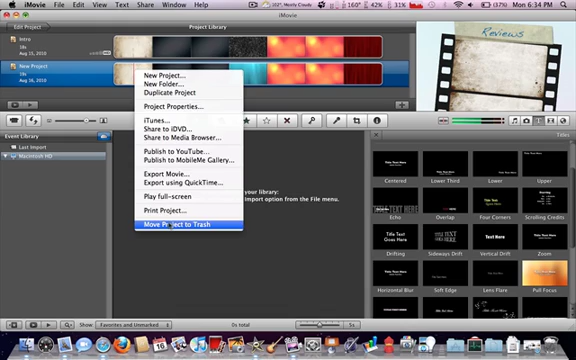 iMovie File Edit View Text Share Window Help
Mon 6:34 PM
iMovie
Edit Project
Project Library
Intro
18s
Aug 15, 2010
New Project
18s
Aug 16, 2010
Reviews
New Project...
New Folder...
Duplicate Project
Project Properties...
iTunes...
Share to iDVD...
Share to Media Browser...
Publish to YouTube...
Publish to MobileMe Gallery...
Export Movie...
Export using QuickTime...
Play full-screen
Print Project...
Move Project to Trash
Event Library
Last Import
Macintosh HD
your library:
Import option from the File menu.
Titles
Centered
Lower Third
Lower
Upper
Echo
Overlap
Four Corners
Scrolling Credits
Drifting
Sideways Drift
Vertical Drift
Zoom
Horizontal Blur
Soft Edge
Lens Flare
Pull Focus
Show
Favorites and Unmarked
0s total
5s